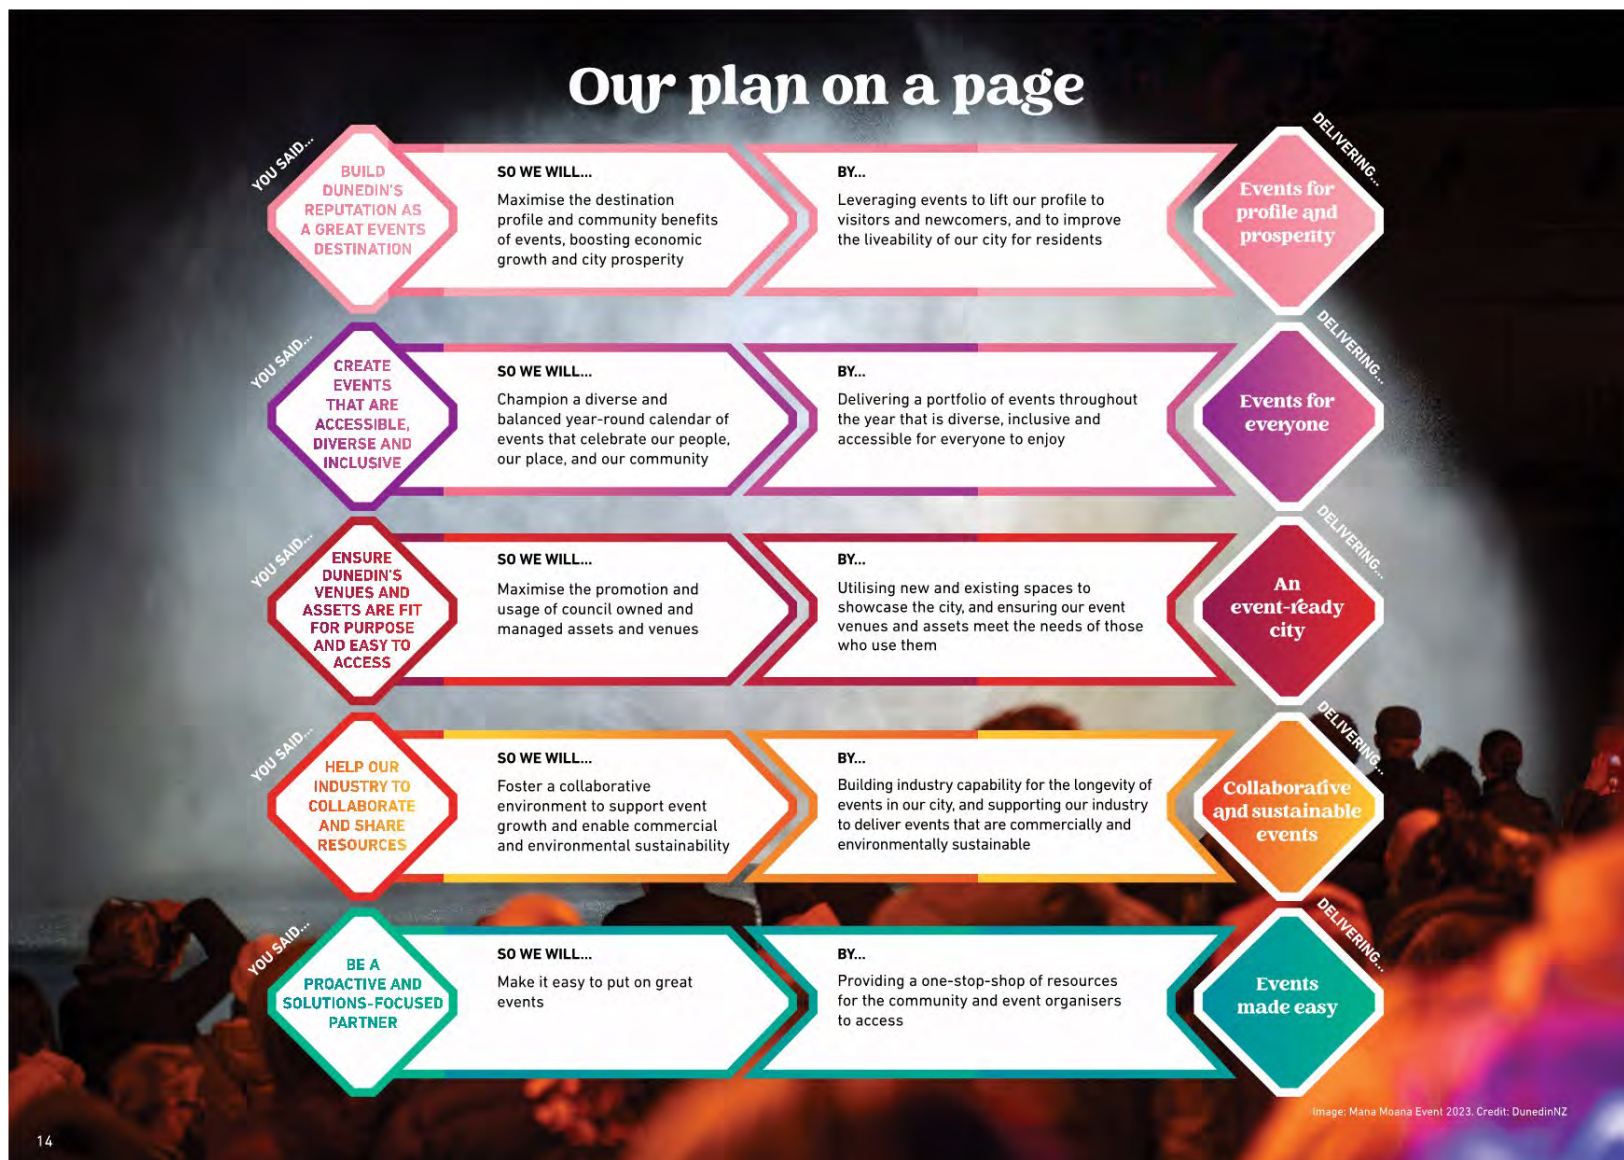 Our plan on a page
YOU SAID...
BUILD
DUNEDIN'S
REPUTATION AS
A GREAT EVENTS
DESTINATION
SO WE WILL...
Maximise the destination
profile and community benefits
of events, boosting economic
growth and city prosperity
BY...
Leveraging events to lift our profile to
visitors and newcomers, and to improve
the liveability of our city for residents
DELIVERING...
Events for
profile and
prosperity
YOU SAID...
CREATE
EVENTS
THAT ARE
ACCESSIBLE,
DIVERSE AND
INCLUSIVE
SO WE WILL...
Champion a diverse and
balanced year-round calendar of
events that celebrate our people,
our place, and our community
BY...
Delivering a portfolio of events throughout
the year that is diverse, inclusive and
accessible for everyone to enjoy
DELIVERING...
Events for
everyone
YOU SAID...
ENSURE
DUNEDIN'S
VENUES AND
ASSETS ARE FIT
FOR PURPOSE
AND EASY TO
ACCESS
SO WE WILL...
Maximise the promotion and
usage of council owned and
managed assets and venues
BY...
Utilising new and existing spaces to
showcase the city, and ensuring our event
venues and assets meet the needs of those
who use them
DELIVERING...
An
event-ready
city
YOU SAID...
HELP OUR
INDUSTRY TO
COLLABORATE
AND SHARE
RESOURCES
SO WE WILL...
Foster a collaborative
environment to support event
growth and enable commercial
and environmental sustainability
BY...
Building industry capability for the longevity of
events in our city, and supporting our industry
to deliver events that are commercially and
environmentally sustainable
DELIVERING...
Collaborative
and sustainable
events
YOU SAID...
BE A
PROACTIVE AND
SOLUTIONS-FOCUSED
PARTNER
SO WE WILL...
Make it easy to put on great
events
BY...
Providing a one-stop-shop of resources
for the community and event organisers
to access
DELIVERING...
Events
made easy
Image: Mana Moana Event 2023. Credit: DunedinNZ
14